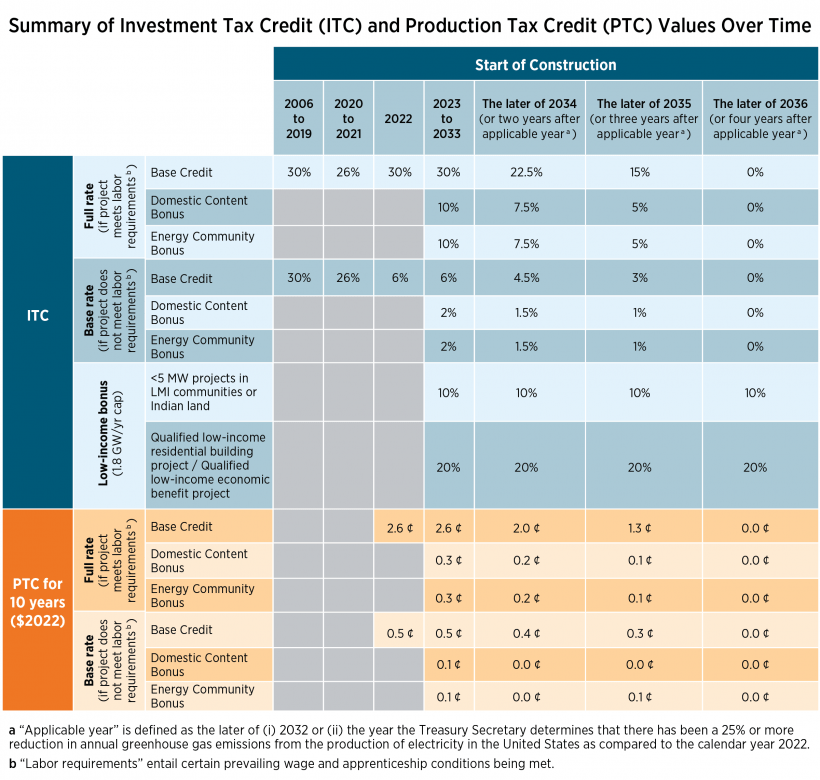 Summary of Investment Tax Credit (ITC) and Production Tax Credit (PTC) Values Over Time
Start of Construction
2006 to 2019
2020 to 2021
2022
2023 to 2033
The later of 2034 (or two years after applicable year a)
The later of 2035 (or three years after applicable year a)
The later of 2036 (or four years after applicable year a)
ITC
Full rate (if project meets labor requirements b)
Base Credit 30% 26% 30% 30% 22.5% 15% 0%
Domestic Content Bonus 10% 7.5% 5% 0%
Energy Community Bonus 10% 7.5% 5% 0%
Base rate (if project does not meet labor requirements b)
Base Credit 30% 26% 6% 6% 4.5% 3% 0%
Domestic Content Bonus 2% 1.5% 1% 0%
Energy Community Bonus 2% 1.5% 1% 0%
Low-income bonus (1.8 GW/yr cap)
<5 MW projects in LMI communities or Indian land 10% 10% 10% 10%
Qualified low-income residential building project / Qualified low-income economic benefit project 20% 20% 20% 20%
PTC for 10 years ($2022)
Full rate (if project meets labor requirements b)
Base Credit 2.6 ¢ 2.6 ¢ 2.0 ¢ 1.3 ¢ 0.0 ¢
Domestic Content Bonus 0.3 ¢ 0.2 ¢ 0.1 ¢ 0.0 ¢
Energy Community Bonus 0.3 ¢ 0.2 ¢ 0.1 ¢ 0.0 ¢
Base rate (if project does not meet labor requirements b)
Base Credit 0.5 ¢ 0.5 ¢ 0.4 ¢ 0.3 ¢ 0.0 ¢
Domestic Content Bonus 0.1 ¢ 0.0 ¢ 0.0 ¢ 0.0 ¢
Energy Community Bonus 0.1 ¢ 0.0 ¢ 0.1 ¢ 0.0 ¢
a “Applicable year” is defined as the later of (i) 2032 or (ii) the year the Treasury Secretary determines that there has been a 25% or more
reduction in annual greenhouse gas emissions from the production of electricity in the United States as compared to the calendar year 2022.
b “Labor requirements” entail certain prevailing wage and apprenticeship conditions being met.